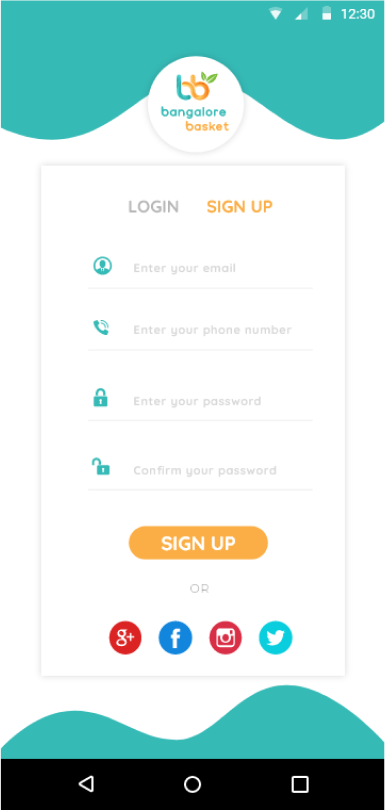 12:30
bb
bangalore
basket
LOGIN SIGN UP
Enter your email
Enter your phone number
Enter your password
Confirm your password
SIGN UP
OR
g+ f